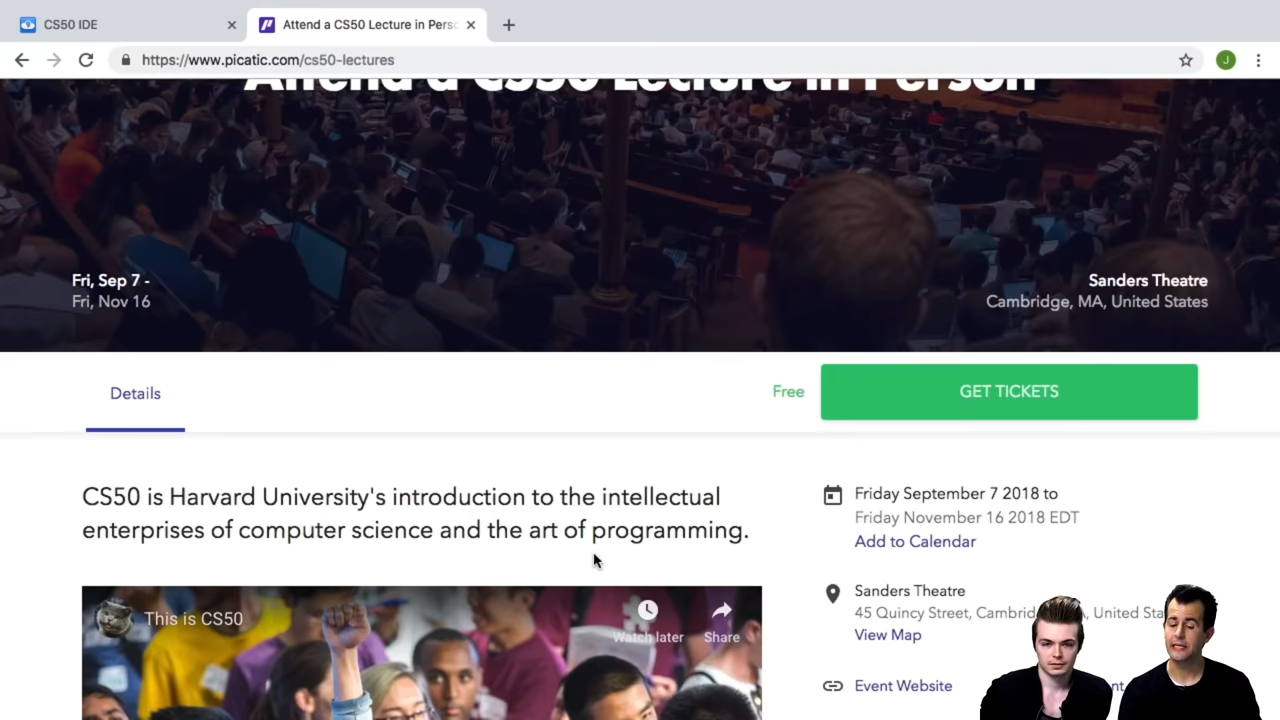 CS50 IDE
Attend a CS50 Lecture in Perso
https://www.picatic.com/cs50-lectures
J
Attend a CS50 Lecture in Person
Fri, Sep 7 -
Fri, Nov 16
Sanders Theatre
Cambridge, MA, United States
Details
Free
GET TICKETS
CS50 is Harvard University's introduction to the intellectual
enterprises of computer science and the art of programming.
Friday September 7 2018 to
Friday November 16 2018 EDT
Add to Calendar
Sanders Theatre
45 Quincy Street, Cambrid MA, United Sta
View Map
Event Website
This is CS50
Watch later
Share